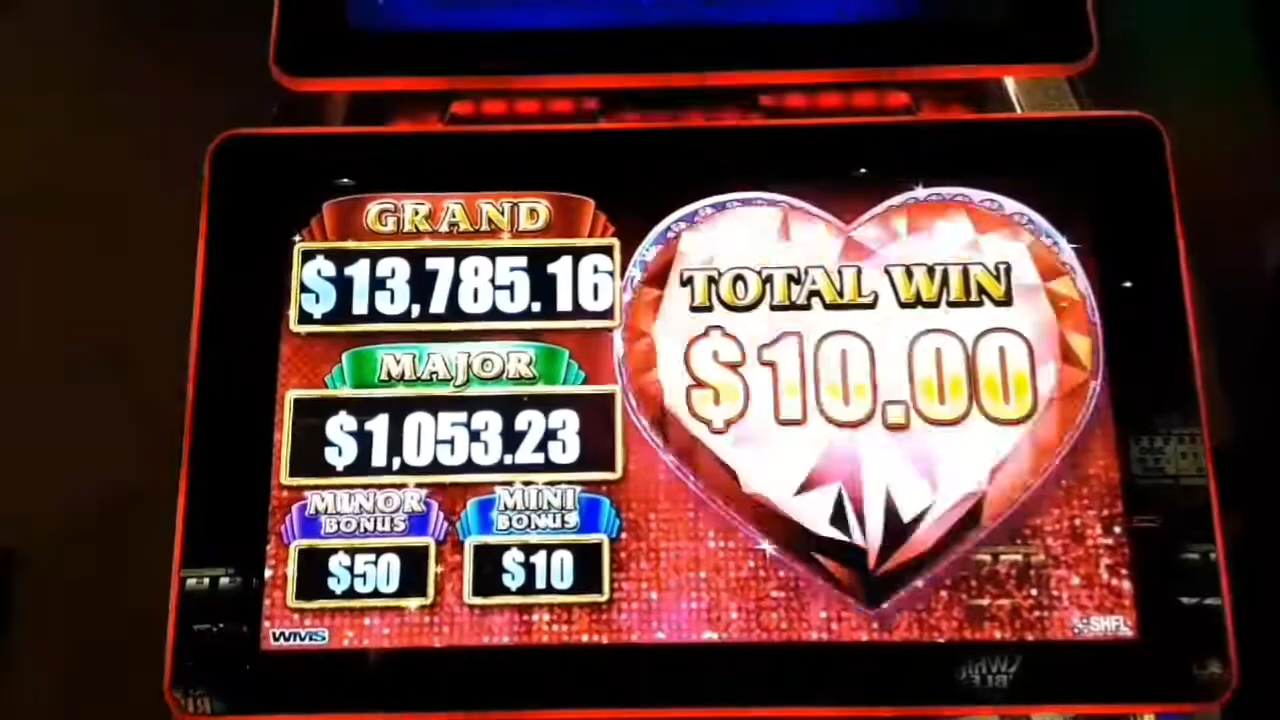 GRAND
$13,785.16
MAJOR
$1,053.23
MINOR
BONUS
$50
MINI
BONUS
$10
TOTAL WIN
$10.00
WMS
SHFL